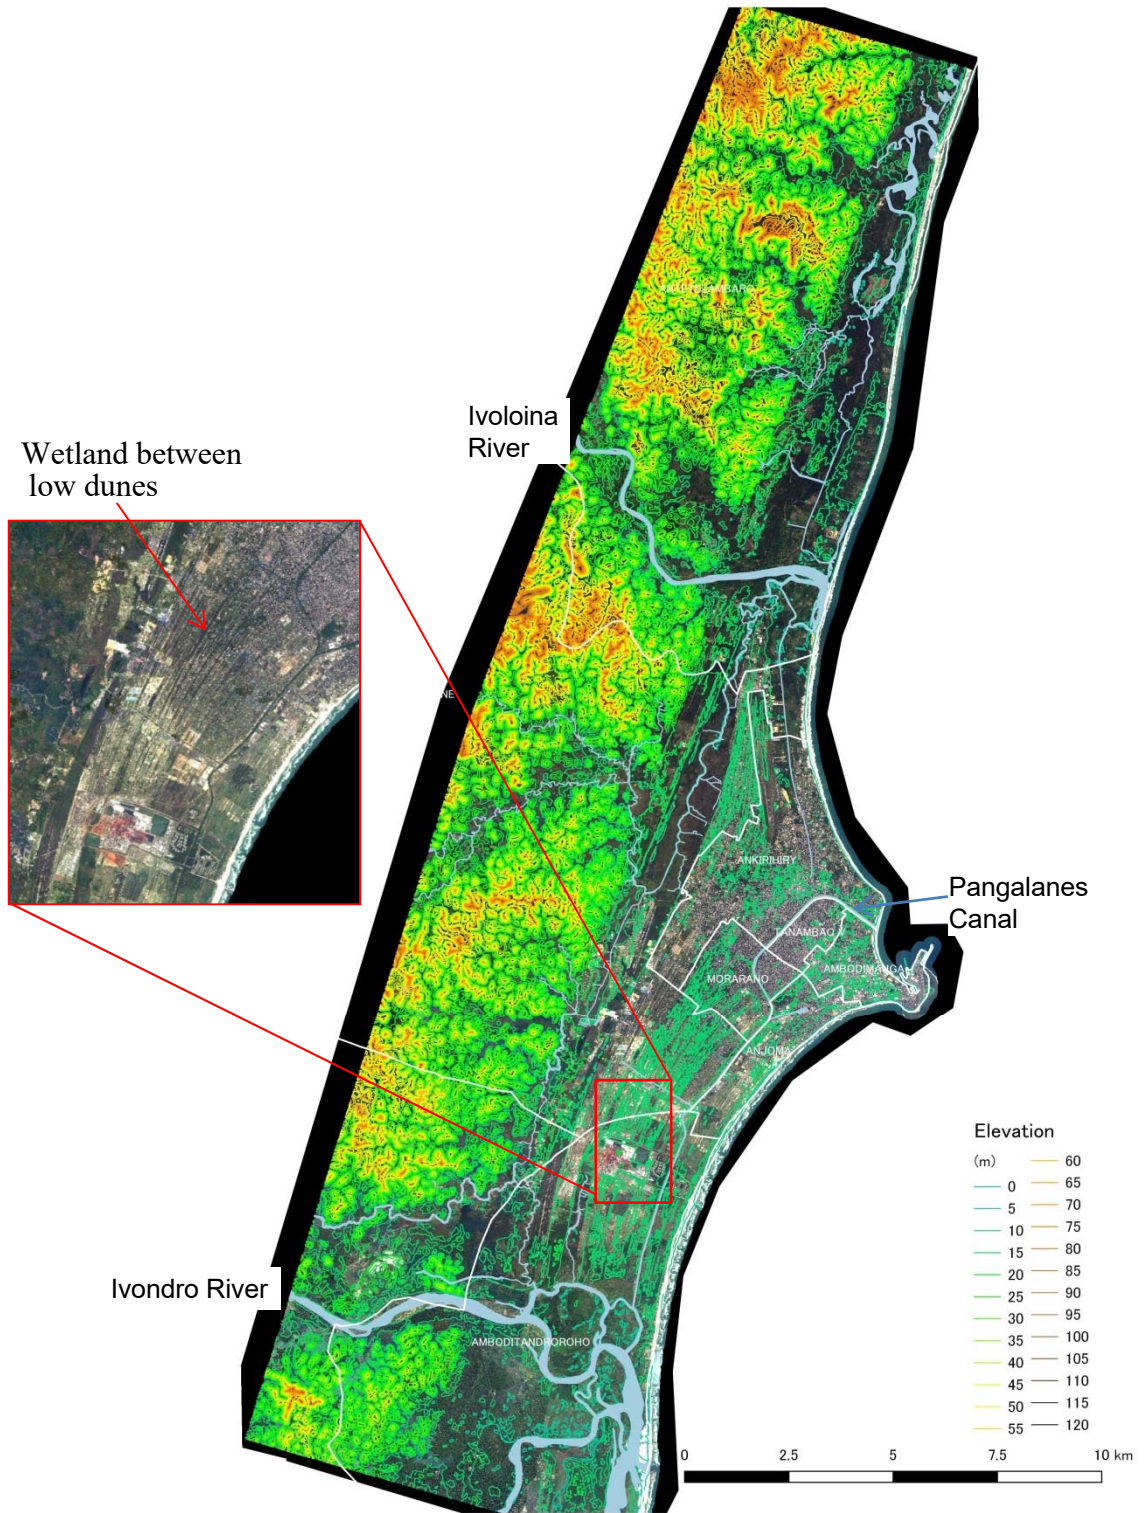 Ivoloina
River
Wetland between
low dunes
NE
ANKIRIHIRY
Pangalanes
Canal
TANAMBAO V
AMBODIMANGA
MORARANO
ANJOMA
Ivondro River
AMBODITANDROROHO
Elevation
(m)
0
5
10
15
20
25
30
35
40
45
50
55
60
65
70
75
80
85
90
95
100
105
110
115
120
0 2.5 5 7.5 10 km